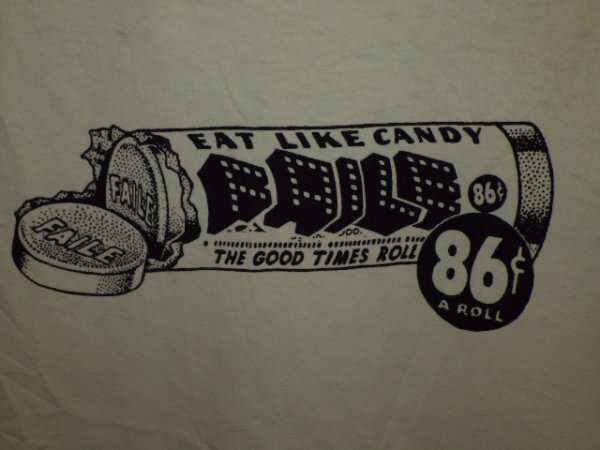 EAT LIKE CANDY
FAILE
86¢
THE GOOD TIMES ROLL
86¢
A ROLL
FAILE
FAILE